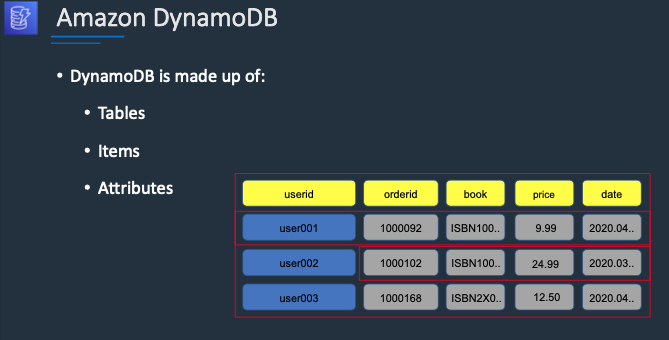 Amazon DynamoDB
• DynamoDB is made up of:
• Tables
• Items
• Attributes
userid orderid book price date
user001 1000092 ISBN100.. 9.99 2020.04..
user002 1000102 ISBN100.. 24.99 2020.03..
user003 1000168 ISBN2X0.. 12.50 2020.04..